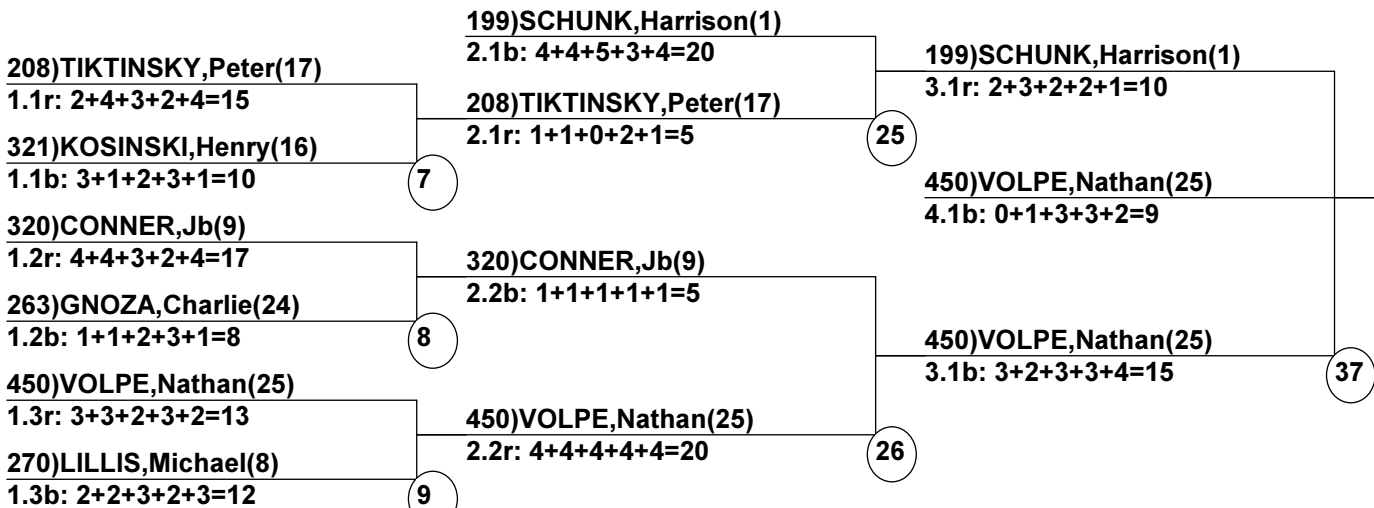 208)TIKTINSKY,Peter(17)
1.1r: 2+4+3+2+4=15
321)KOSINSKI,Henry(16)
1.1b: 3+1+2+3+1=10
7
320)CONNER,Jb(9)
1.2r: 4+4+3+2+4=17
263)GNOZA,Charlie(24)
1.2b: 1+1+2+3+1=8
8
450)VOLPE,Nathan(25)
1.3r: 3+3+2+3+2=13
270)LILLIS,Michael(8)
1.3b: 2+2+3+2+3=12
9
199)SCHUNK,Harrison(1)
2.1b: 4+4+5+3+4=20
208)TIKTINSKY,Peter(17)
2.1r: 1+1+0+2+1=5
25
320)CONNER,Jb(9)
2.2b: 1+1+1+1+1=5
450)VOLPE,Nathan(25)
2.2r: 4+4+4+4+4=20
26
199)SCHUNK,Harrison(1)
3.1r: 2+3+2+2+1=10
450)VOLPE,Nathan(25)
4.1b: 0+1+3+3+2=9
450)VOLPE,Nathan(25)
3.1b: 3+2+3+3+4=15
37